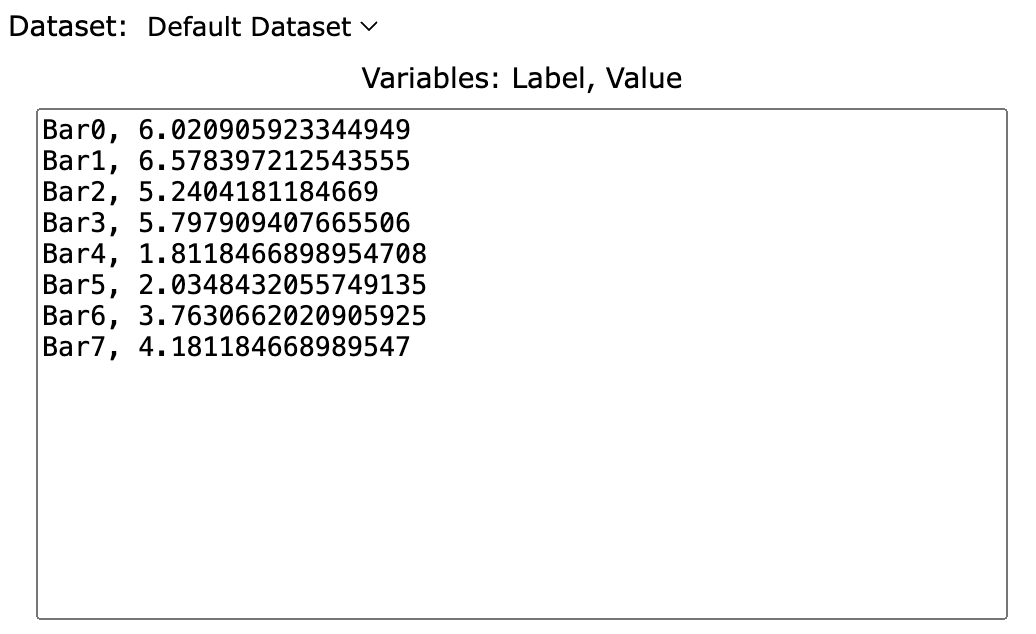 Dataset: Default Dataset
Variables: Label, Value
Bar0, 6.020905923344949
Bar1, 6.578397212543555
Bar2, 5.2404181184669
Bar3, 5.797909407665506
Bar4, 1.8118466898954708
Bar5, 2.0348432055749135
Bar6, 3.7630662020905925
Bar7, 4.181184668989547